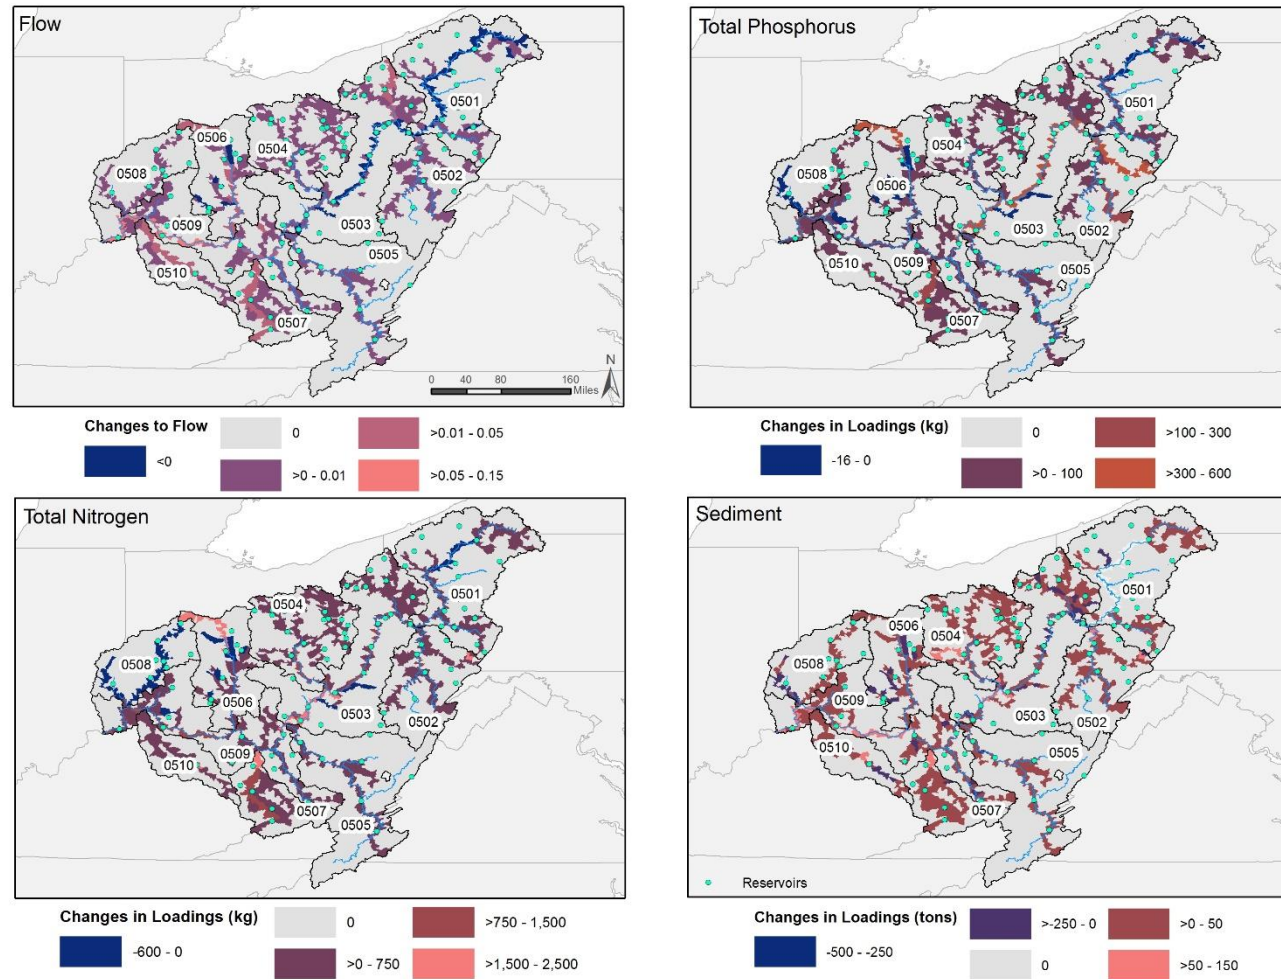 Flow
0501
0506
0504
0508
0502
0509
0503
0505
0510
0507
N
0 40 80 160
Miles
Changes to Flow
<0
0
>0 - 0.01
>0.01 - 0.05
>0.05 - 0.15
Total Phosphorus
0501
0504
0508
0506
0502
0503
0509
0510
0505
0507
Changes in Loadings (kg)
-16 - 0
0
>0 - 100
>100 - 300
>300 - 600
Total Nitrogen
0501
0504
0508
0506
0503
0502
0509
0510
0507
0505
Changes in Loadings (kg)
-600 - 0
0
>0 - 750
>750 - 1,500
>1,500 - 2,500
Sediment
0501
0506
0504
0508
0509
0503
0502
0510
0505
0507
Reservoirs
Changes in Loadings (tons)
-500 - -250
>-250 - 0
0
>0 - 50
>50 - 150